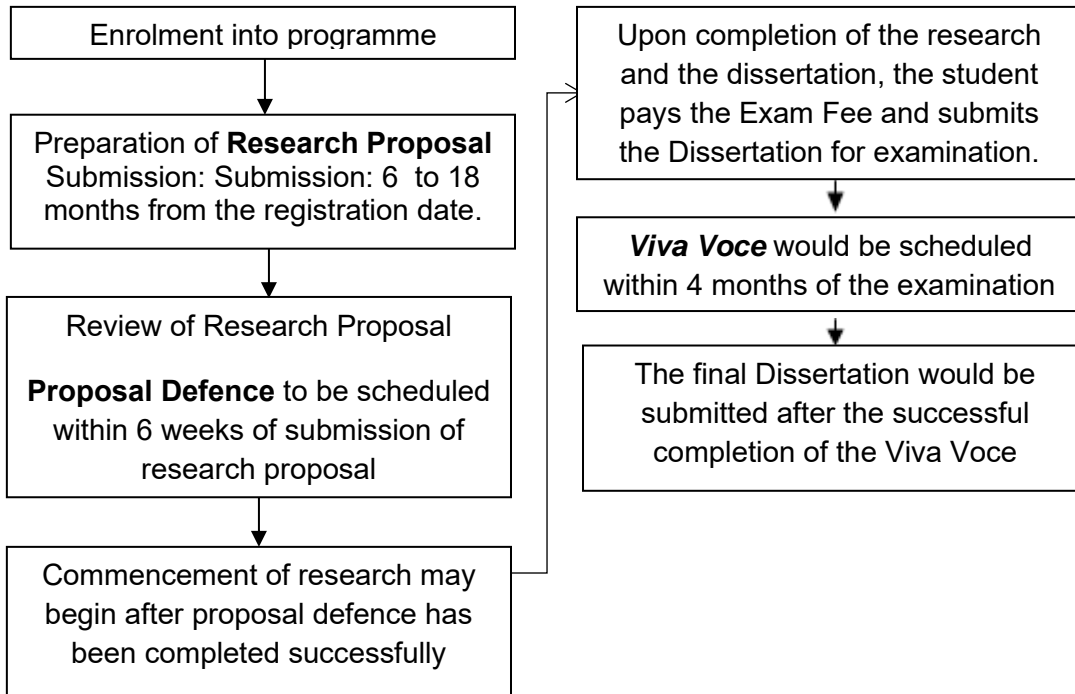 Enrolment into programme
Preparation of Research Proposal
Submission: Submission: 6 to 18
months from the registration date.
Review of Research Proposal
Proposal Defence to be scheduled
within 6 weeks of submission of
research proposal
Commencement of research may
begin after proposal defence has
been completed successfully
Upon completion of the research
and the dissertation, the student
pays the Exam Fee and submits
the Dissertation for examination.
Viva Voce would be scheduled
within 4 months of the examination
The final Dissertation would be
submitted after the successful
completion of the Viva Voce